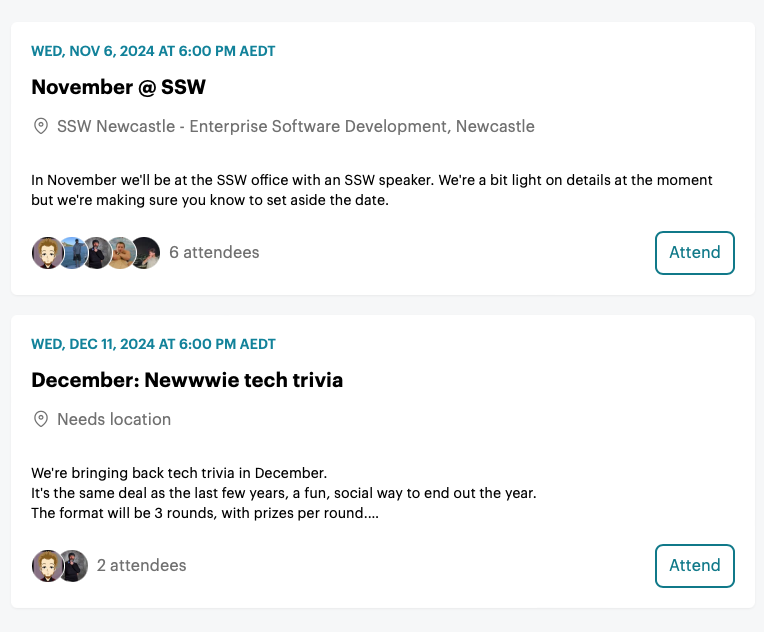 WED, NOV 6, 2024 AT 6:00 PM AEDT
November @ SSW
SSW Newcastle - Enterprise Software Development, Newcastle
In November we'll be at the SSW office with an SSW speaker. We're a bit light on details at the moment
but we're making sure you know to set aside the date.
6 attendees
Attend
WED, DEC 11, 2024 AT 6:00 PM AEDT
December: Newwwie tech trivia
Needs location
We're bringing back tech trivia in December.
It's the same deal as the last few years, a fun, social way to end out the year.
The format will be 3 rounds, with prizes per round....
2 attendees
Attend